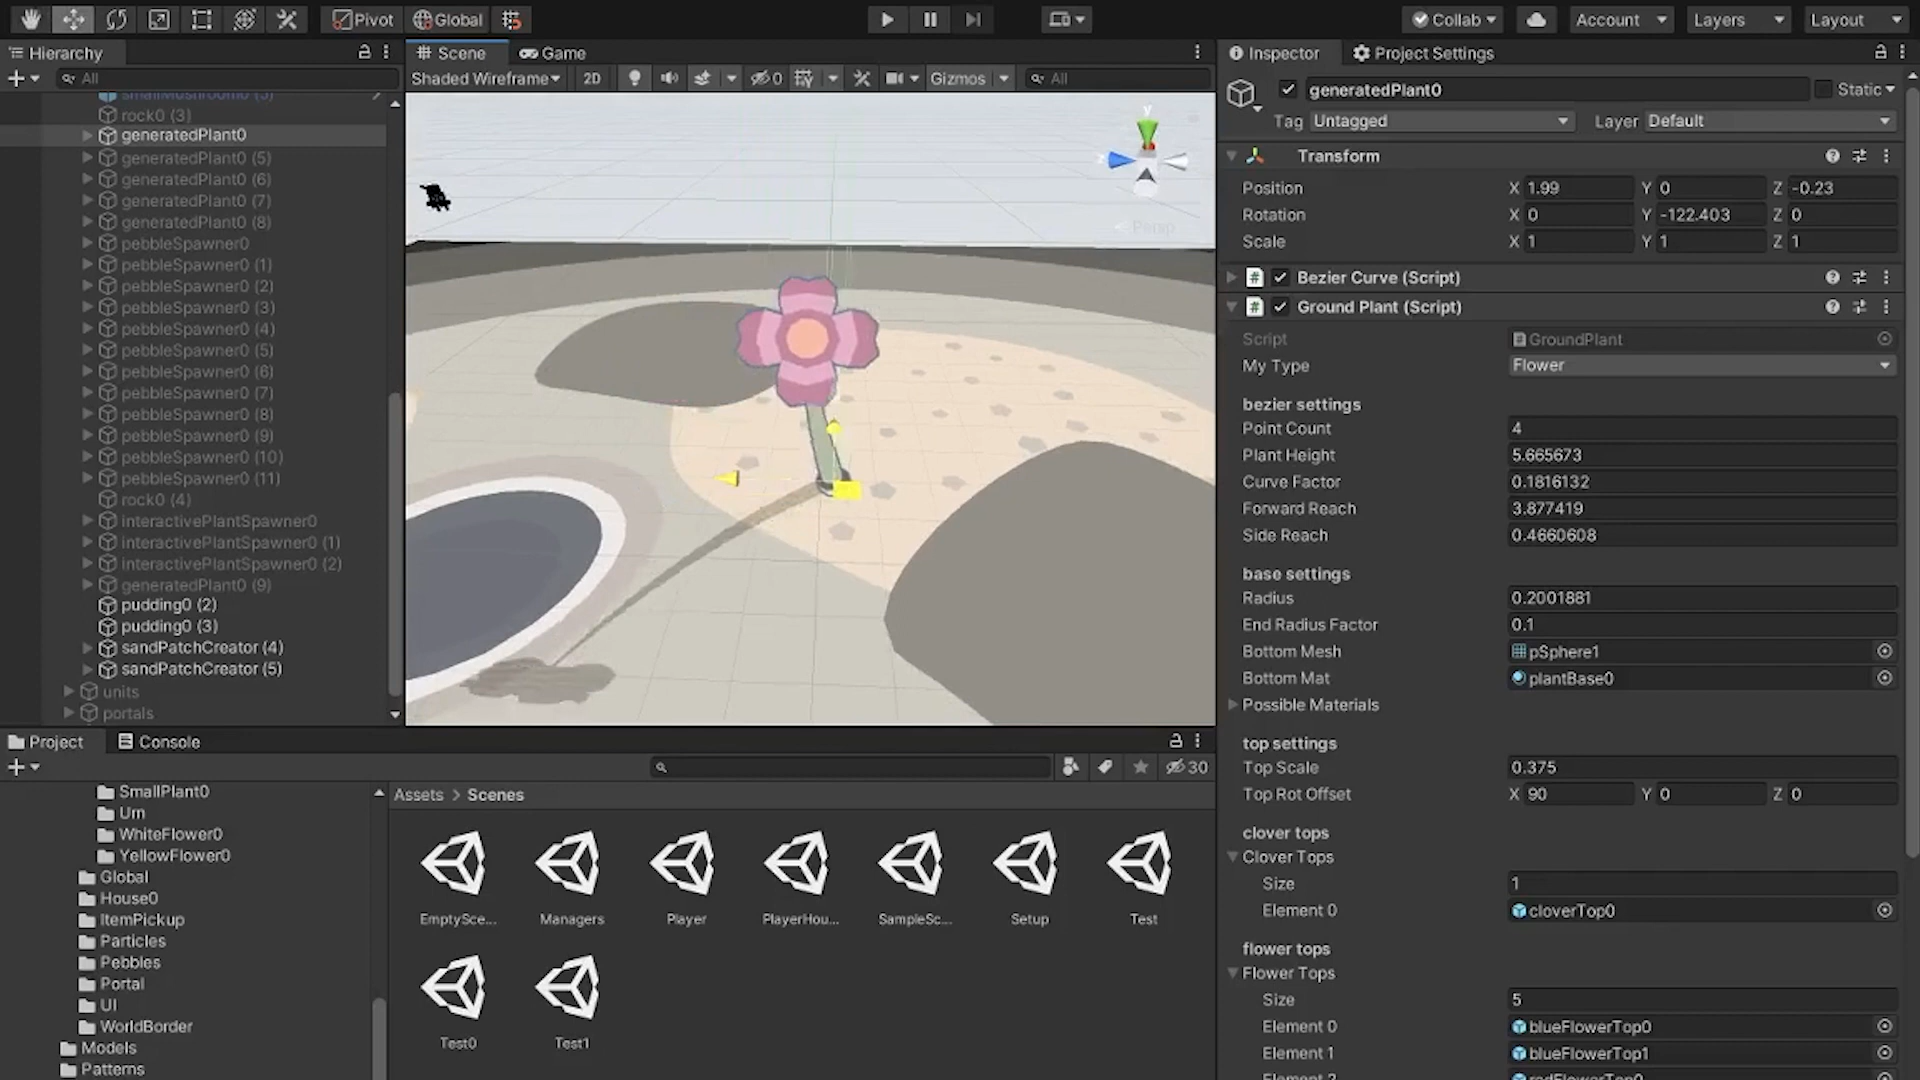 Pivot Global Collab Account Layers Layout
Hierarchy
All
smallMushroom0 (5)
rock0 (3)
generatedPlant0
generatedPlant0 (5)
generatedPlant0 (6)
generatedPlant0 (7)
generatedPlant0 (8)
pebbleSpawner0
pebbleSpawner0 (1)
pebbleSpawner0 (2)
pebbleSpawner0 (3)
pebbleSpawner0 (4)
pebbleSpawner0 (5)
pebbleSpawner0 (6)
pebbleSpawner0 (7)
pebbleSpawner0 (8)
pebbleSpawner0 (9)
pebbleSpawner0 (10)
pebbleSpawner0 (11)
rock0 (4)
interactivePlantSpawner0
interactivePlantSpawner0 (1)
interactivePlantSpawner0 (2)
generatedPlant0 (9)
pudding0 (2)
pudding0 (3)
sandPatchCreator (4)
sandPatchCreator (5)
units
portals
Scene Game
Shaded Wireframe 2D 0 Gizmos All
y
z
Persp
Project Console
30
SmallPlant0
Urn
WhiteFlower0
YellowFlower0
Global
House0
ItemPickup
Particles
Pebbles
Portal
UI
WorldBorder
Models
Patterns
Assets > Scenes
EmptySce... Managers Player PlayerHou... SampleSc... Setup Test
Test0 Test1
Inspector Project Settings
generatedPlant0 Static
Tag Untagged Layer Default
Transform
Position X 1.99 Y 0 Z -0.23
Rotation X 0 Y -122.403 Z 0
Scale X 1 Y 1 Z 1
# Bezier Curve (Script)
# Ground Plant (Script)
Script GroundPlant
My Type Flower
bezier settings
Point Count 4
Plant Height 5.665673
Curve Factor 0.1816132
Forward Reach 3.877419
Side Reach 0.4660608
base settings
Radius 0.2001881
End Radius Factor 0.1
Bottom Mesh pSphere1
Bottom Mat plantBase0
Possible Materials
top settings
Top Scale 0.375
Top Rot Offset X 90 Y 0 Z 0
clover tops
Clover Tops
Size 1
Element 0 cloverTop0
flower tops
Flower Tops
Size 5
Element 0 blueFlowerTop0
Element 1 blueFlowerTop1
Element 2 redFlowerTop0